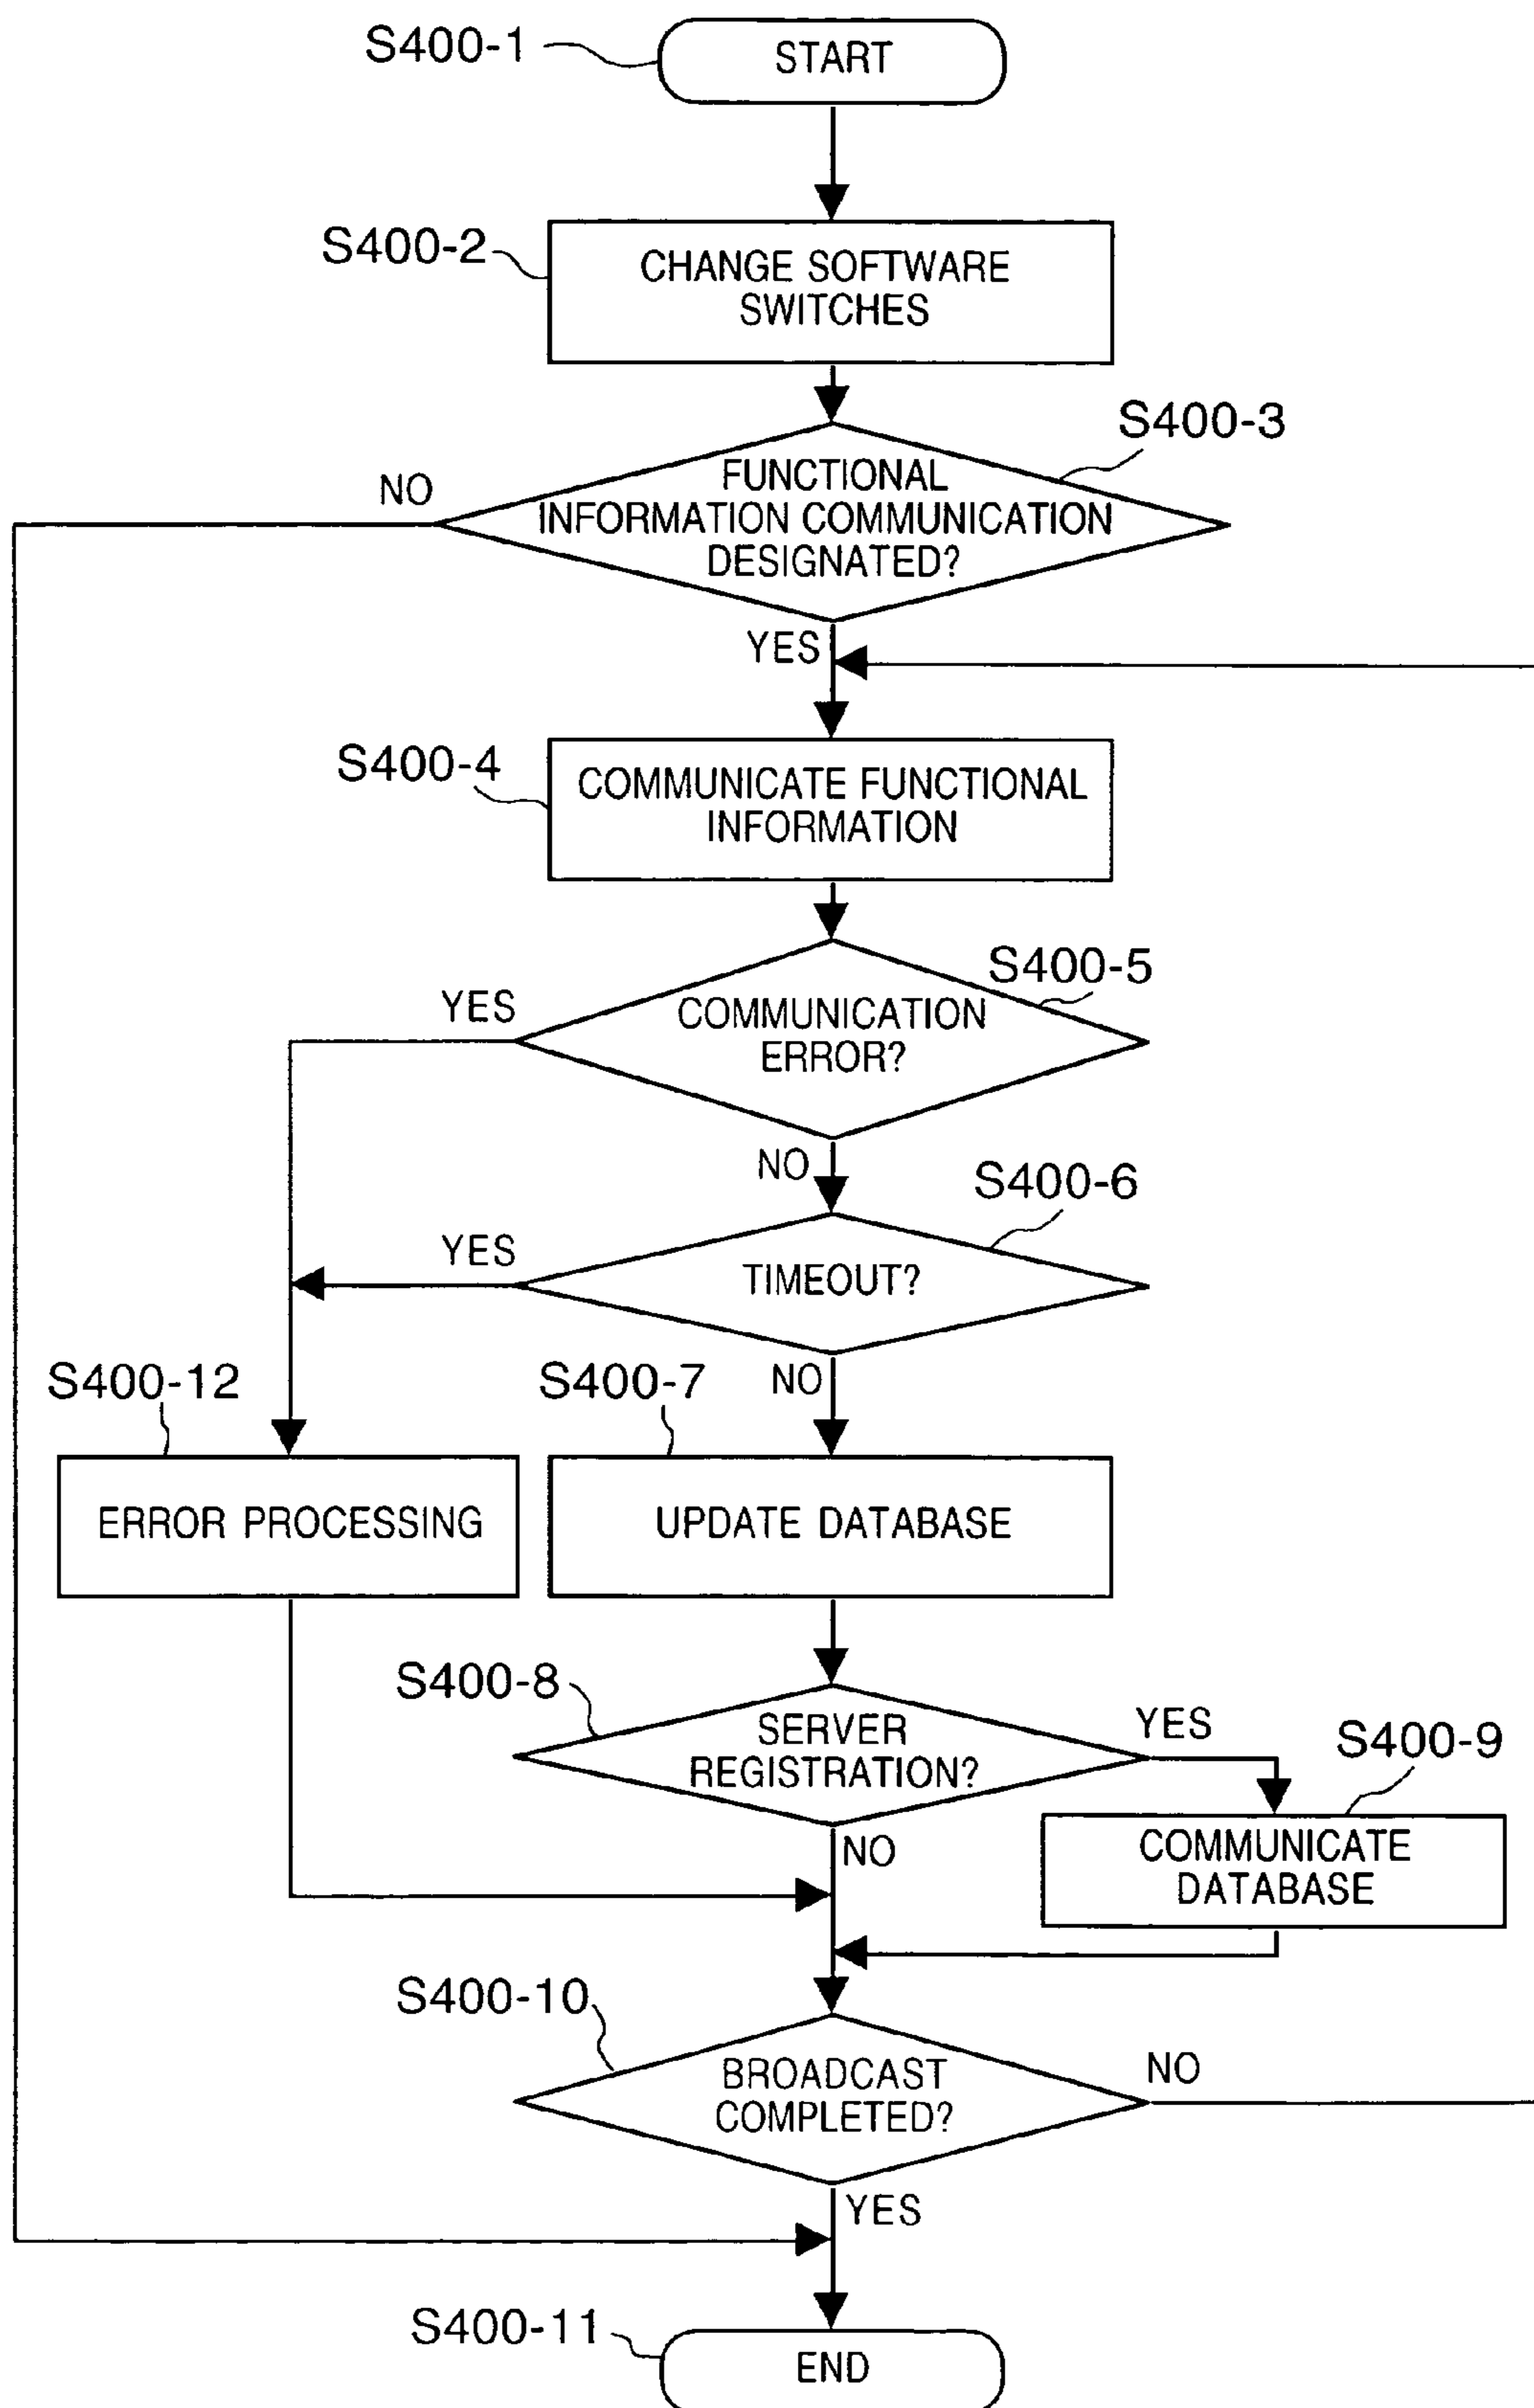 S400-1
START
S400-2
CHANGE SOFTWARE
SWITCHES
S400-3
NO
FUNCTIONAL
INFORMATION COMMUNICATION
DESIGNATED?
YES
S400-4
COMMUNICATE FUNCTIONAL
INFORMATION
S400-5
YES
COMMUNICATION
ERROR?
NO
S400-6
YES
TIMEOUT?
S400-12
S400-7
NO
ERROR PROCESSING
UPDATE DATABASE
S400-8
SERVER
REGISTRATION?
YES
S400-9
NO
COMMUNICATE
DATABASE
S400-10
BROADCAST
COMPLETED?
NO
YES
S400-11
END